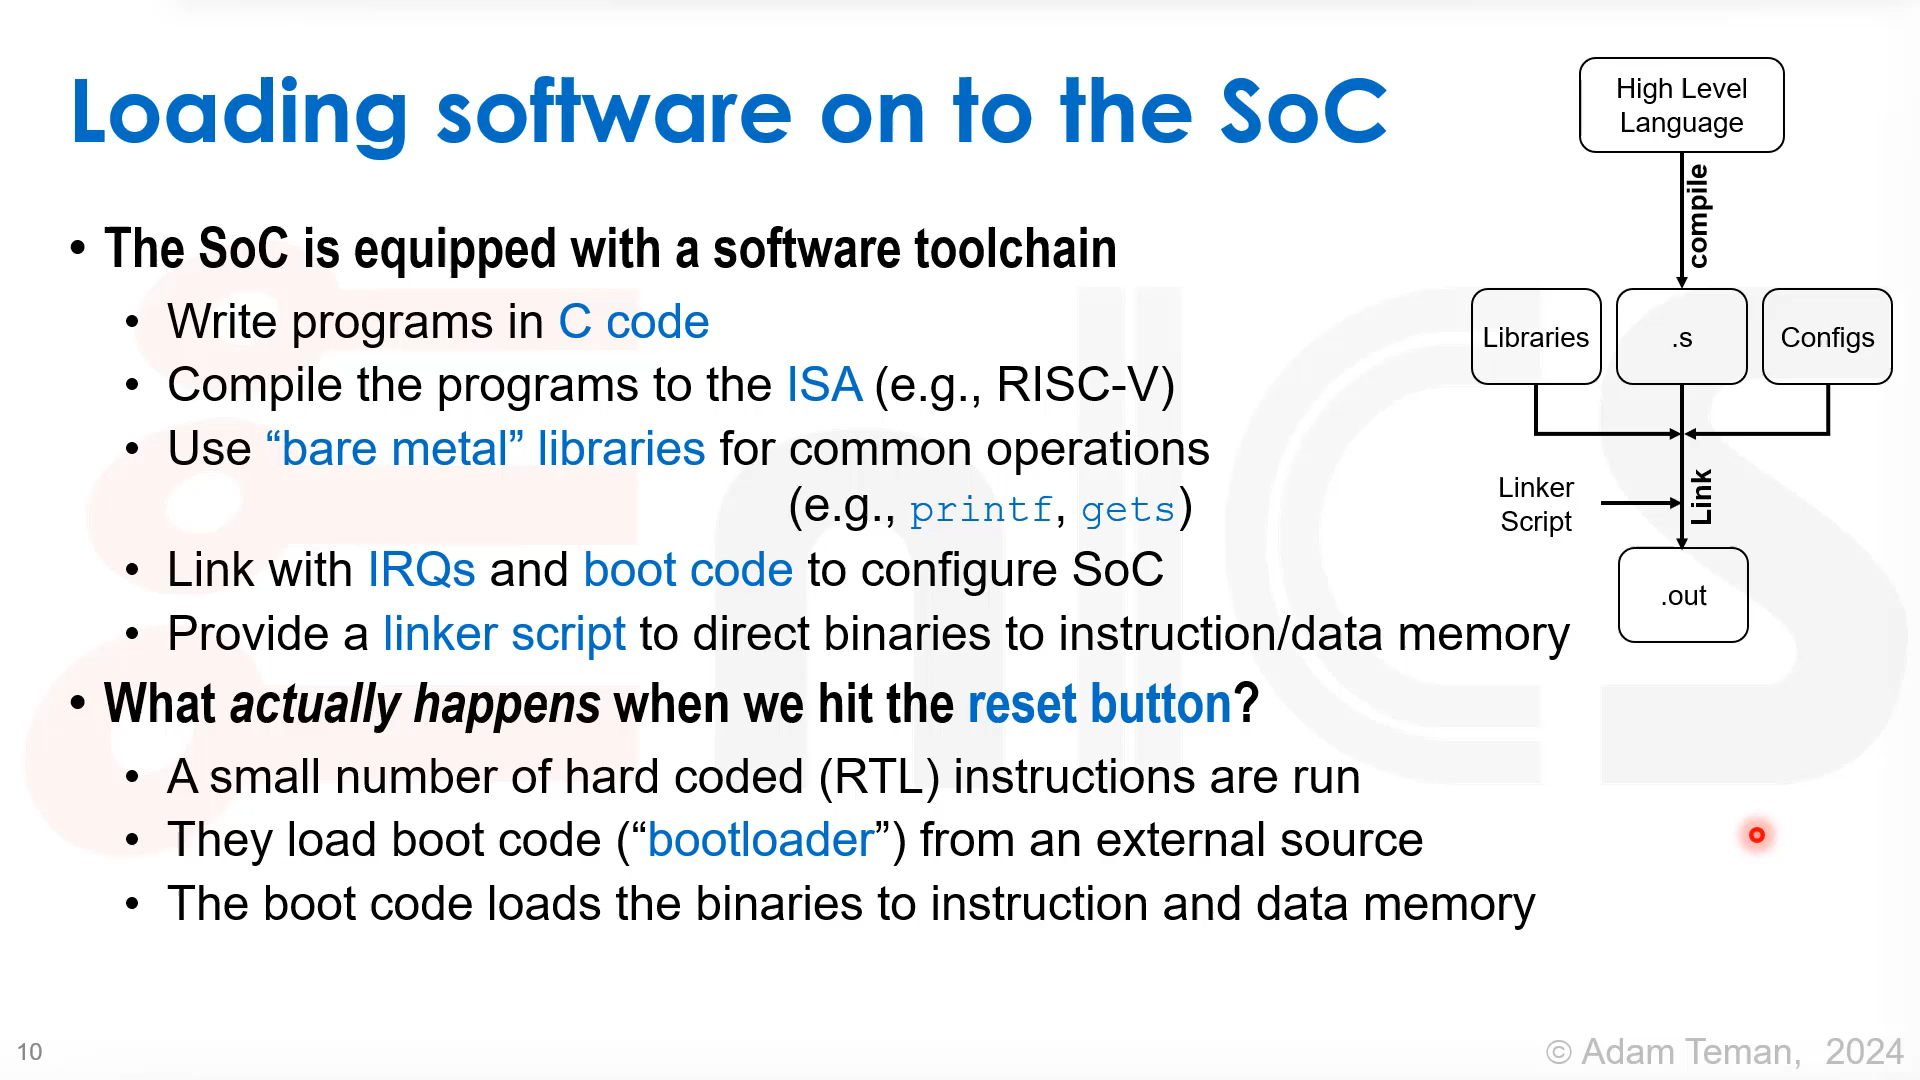 Loading software on to the SoC
• The SoC is equipped with a software toolchain
• Write programs in C code
• Compile the programs to the ISA (e.g., RISC-V)
• Use “bare metal” libraries for common operations
(e.g., printf, gets)
• Link with IRQs and boot code to configure SoC
• Provide a linker script to direct binaries to instruction/data memory
• What actually happens when we hit the reset button?
• A small number of hard coded (RTL) instructions are run
• They load boot code (“bootloader”) from an external source
• The boot code loads the binaries to instruction and data memory
High Level
Language
compile
Libraries
.s
Configs
Linker
Script
Link
.out
EnICS
10
© Adam Teman, 2024